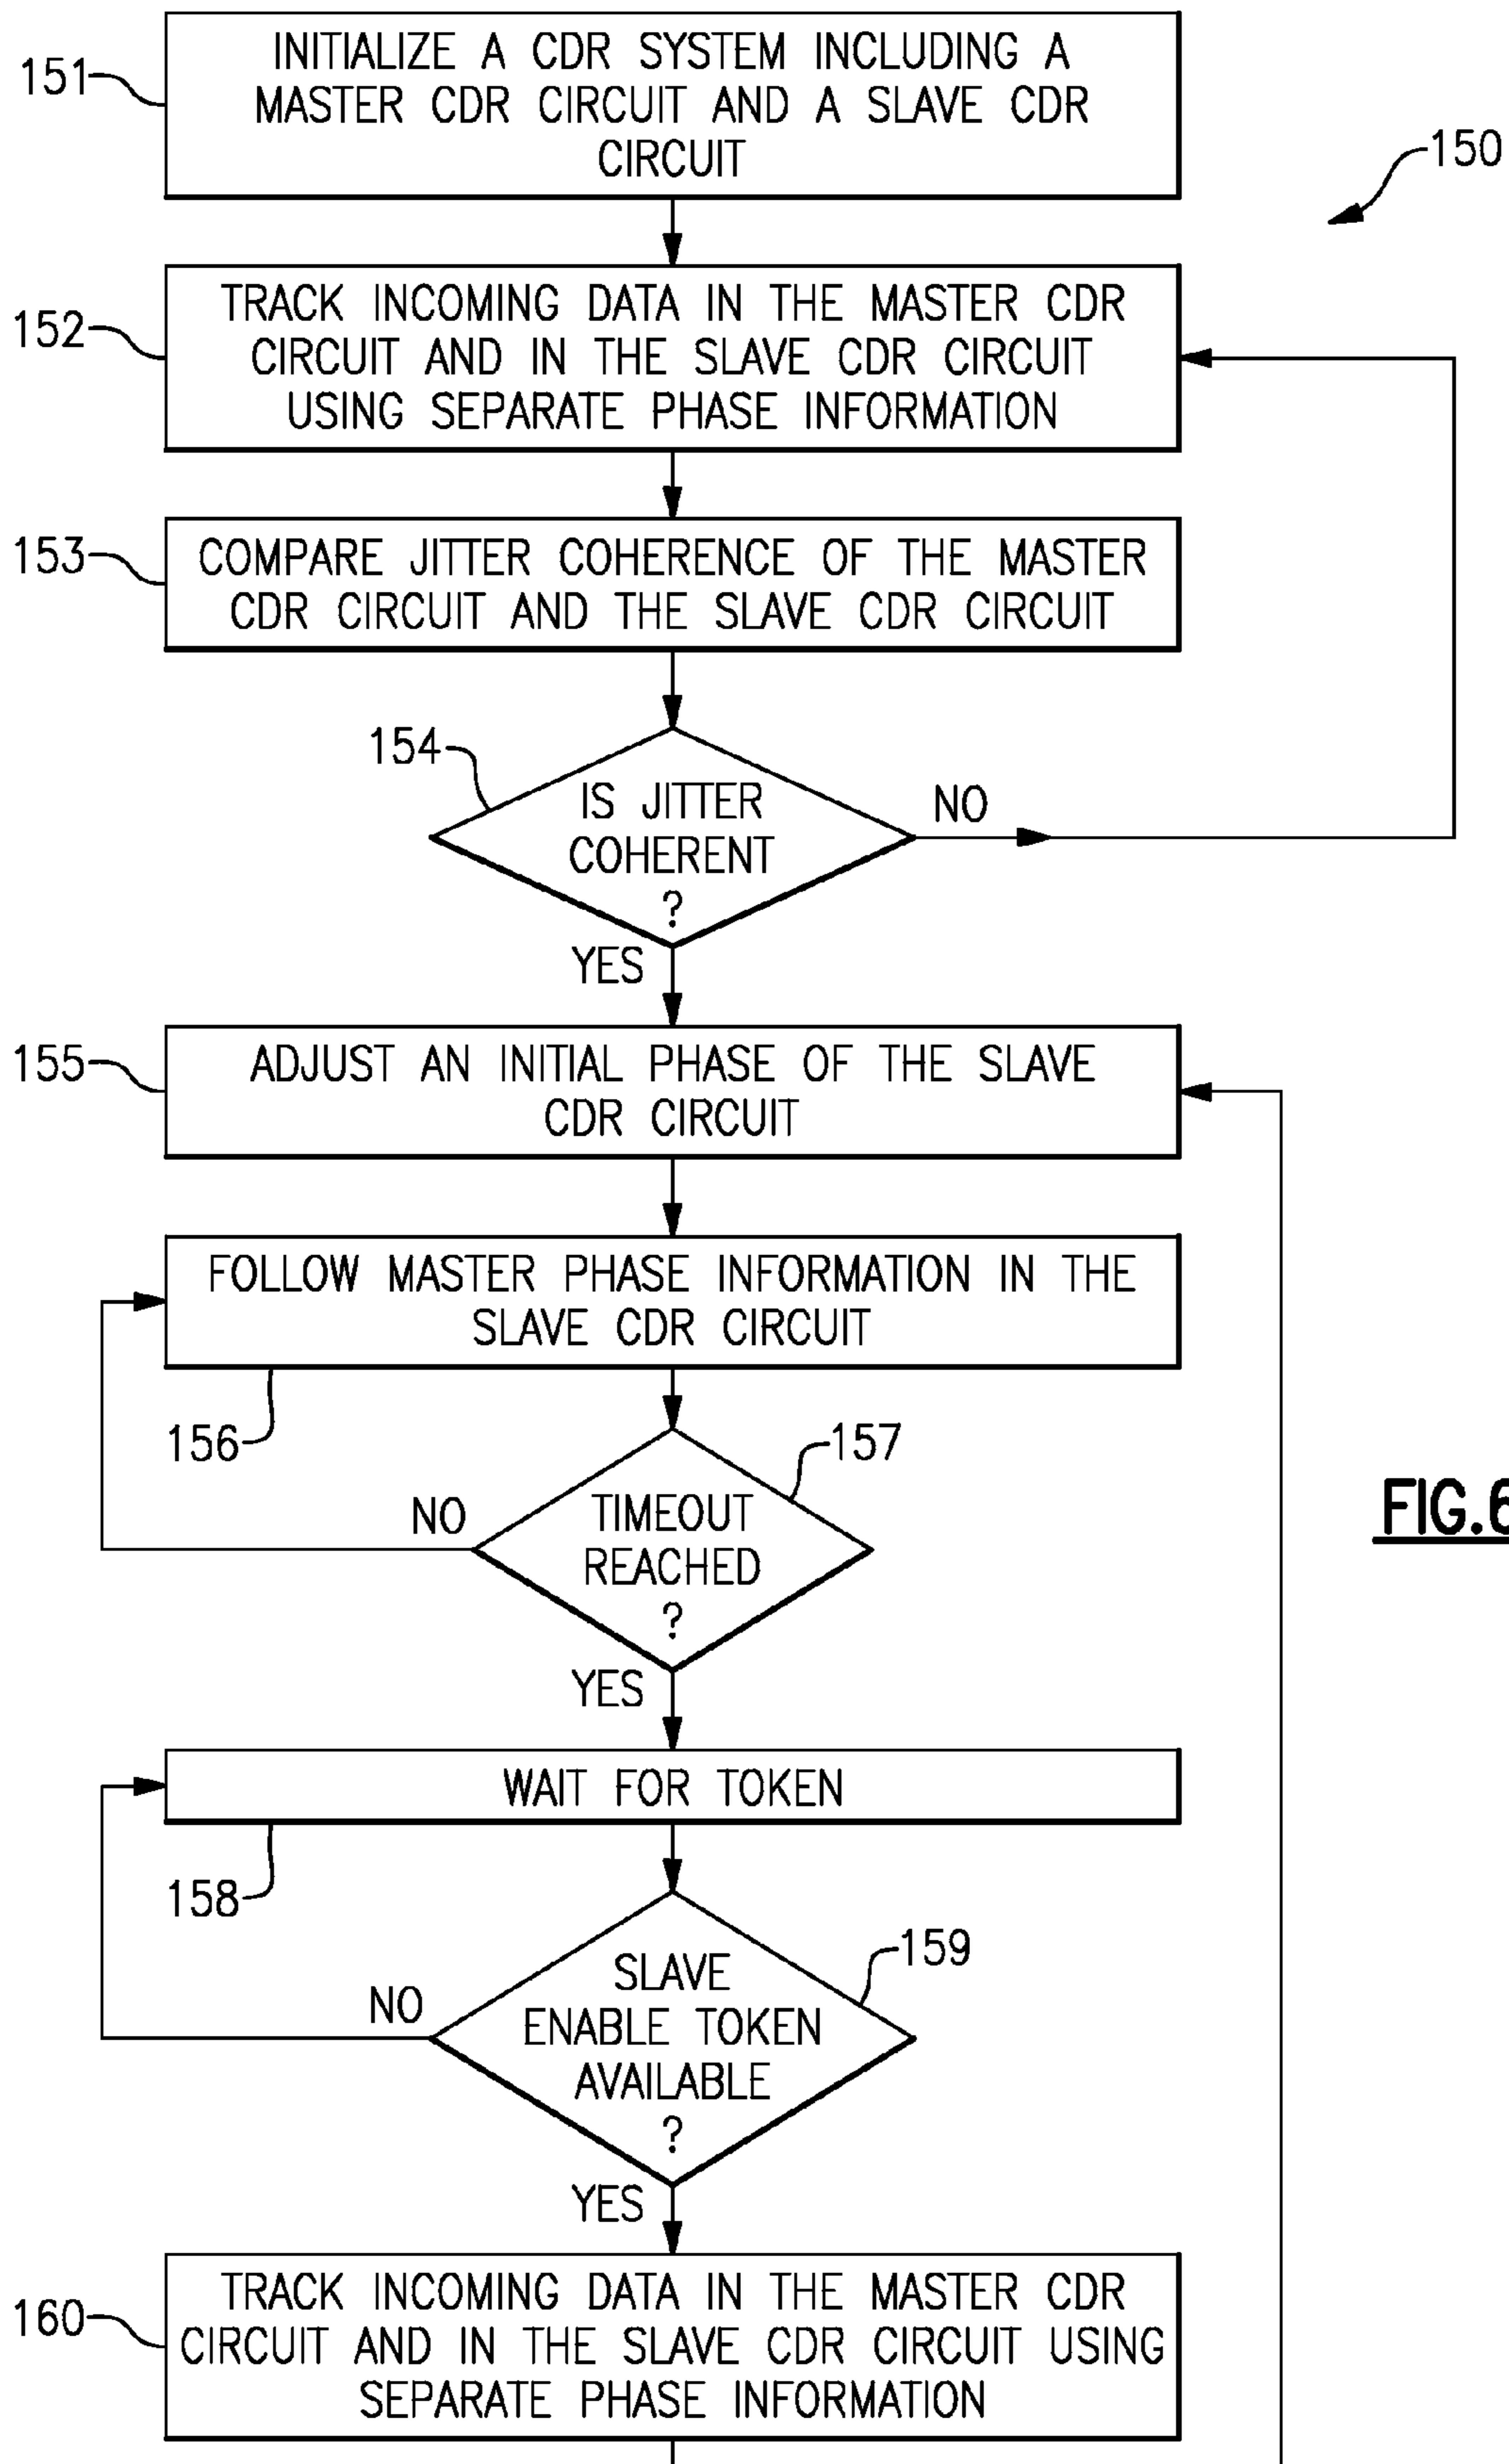 151
INITIALIZE A CDR SYSTEM INCLUDING A
MASTER CDR CIRCUIT AND A SLAVE CDR
CIRCUIT
150
152
TRACK INCOMING DATA IN THE MASTER CDR
CIRCUIT AND IN THE SLAVE CDR CIRCUIT
USING SEPARATE PHASE INFORMATION
153
COMPARE JITTER COHERENCE OF THE MASTER
CDR CIRCUIT AND THE SLAVE CDR CIRCUIT
154
IS JITTER
COHERENT
?
NO
YES
155
ADJUST AN INITIAL PHASE OF THE SLAVE
CDR CIRCUIT
FOLLOW MASTER PHASE INFORMATION IN THE
SLAVE CDR CIRCUIT
156
157
TIMEOUT
REACHED
?
NO
YES
FIG.6
WAIT FOR TOKEN
158
159
SLAVE
ENABLE TOKEN
AVAILABLE
?
NO
YES
160
TRACK INCOMING DATA IN THE MASTER CDR
CIRCUIT AND IN THE SLAVE CDR CIRCUIT USING
SEPARATE PHASE INFORMATION